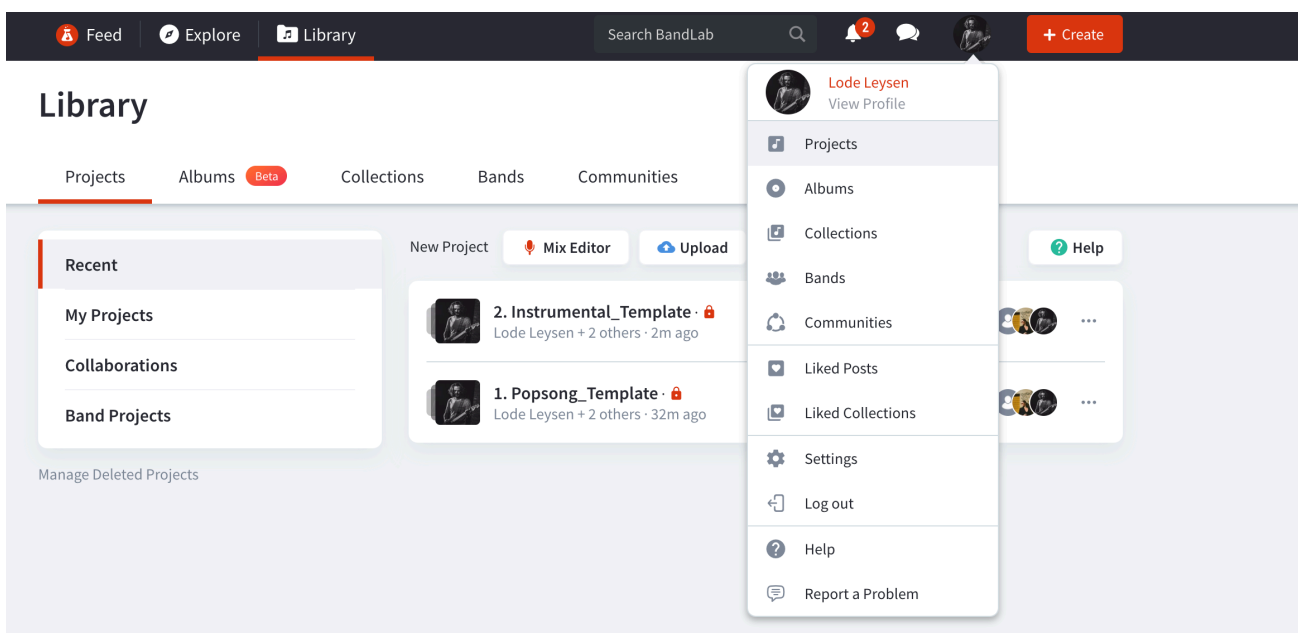 Feed Explore Library Search BandLab 2 + Create
Library
Projects Albums Beta Collections Bands Communities
Recent
My Projects
Collaborations
Band Projects
Manage Deleted Projects
New Project Mix Editor Upload Help
2. Instrumental_Template ·
Lode Leysen + 2 others · 2m ago
1. Popsong_Template ·
Lode Leysen + 2 others · 32m ago
Lode Leysen
View Profile
Projects
Albums
Collections
Bands
Communities
Liked Posts
Liked Collections
Settings
Log out
Help
Report a Problem